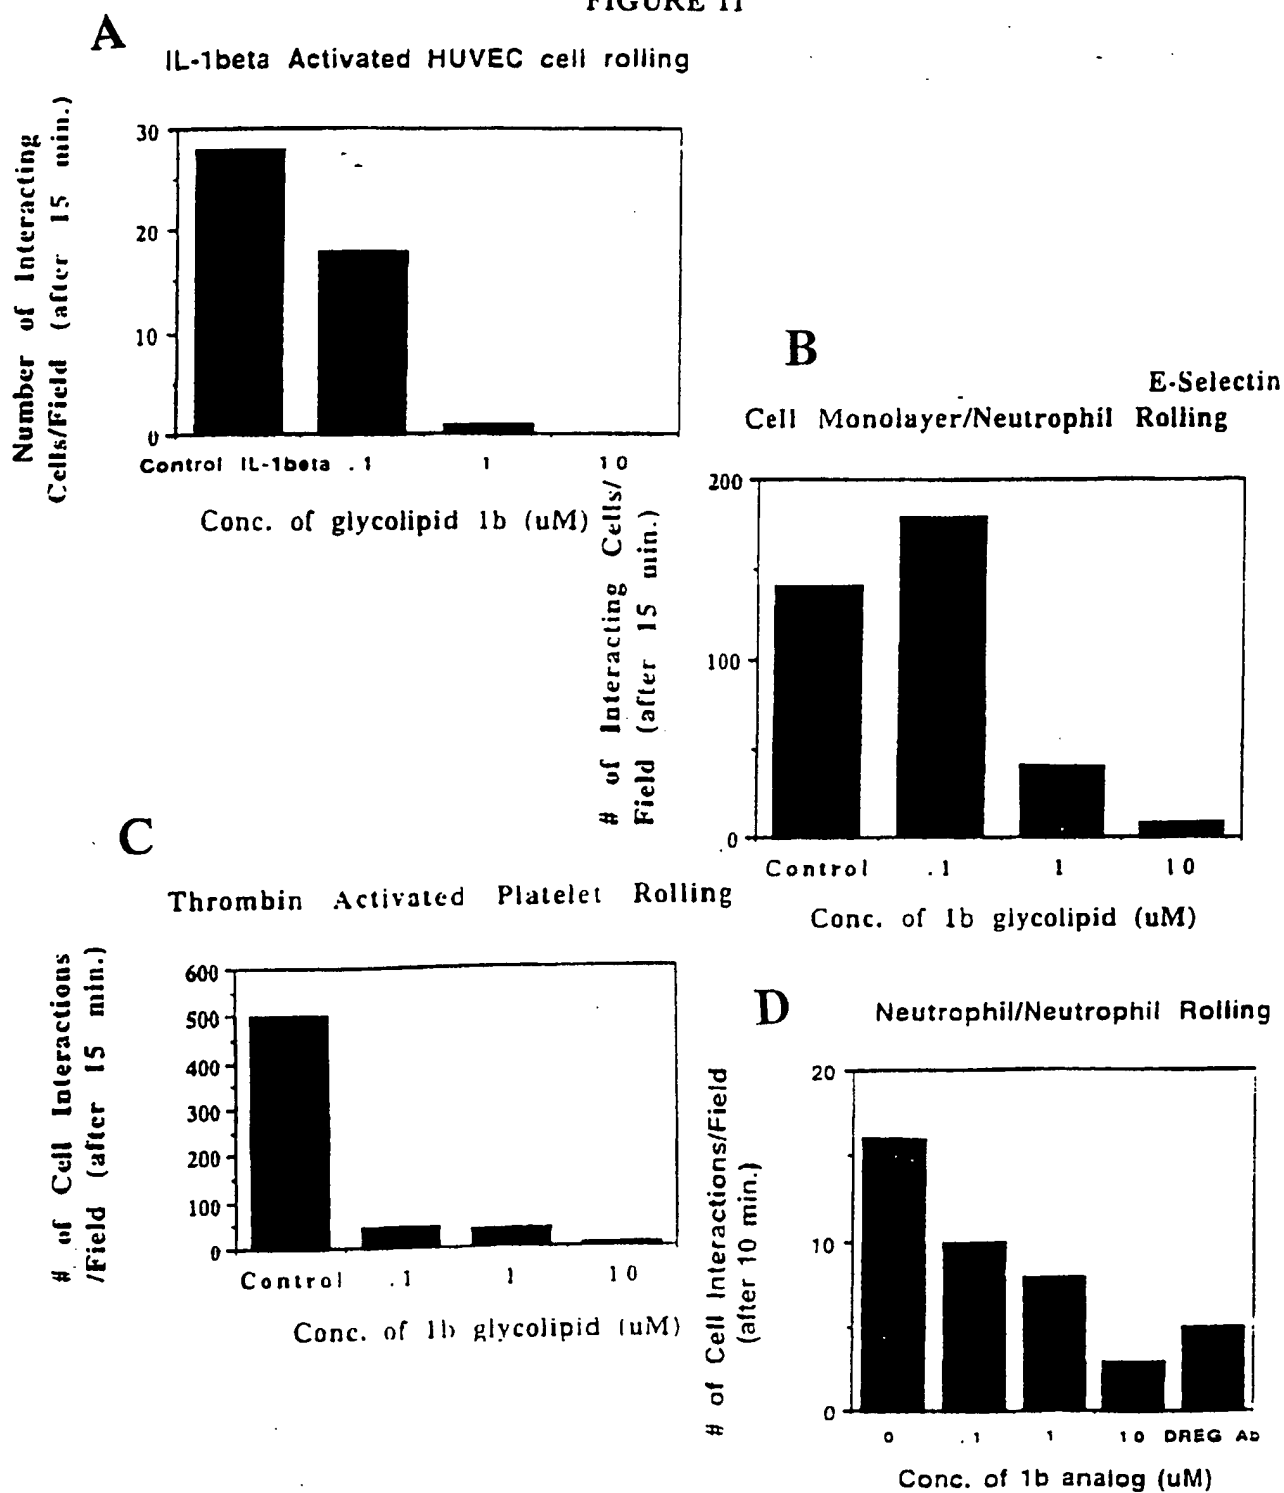 FIGURE 11
A
IL-1beta Activated HUVEC cell rolling
Number of Interacting
Cells/Field (after 15 min.)
30
20
10
0
Control IL-1beta .1 1 10
Conc. of glycolipid 1b (uM)
B
E-Selectin
Cell Monolayer/Neutrophil Rolling
# of Interacting Cells/
Field (after 15 min.)
200
100
0
Control .1 1 10
Conc. of 1b glycolipid (uM)
C
Thrombin Activated Platelet Rolling
# of Cell Interactions
/Field (after 15 min.)
600
500
400
300
200
100
0
Control .1 1 10
Conc. of 1b glycolipid (uM)
D
Neutrophil/Neutrophil Rolling
# of Cell Interactions/Field
(after 10 min.)
20
10
0
0 .1 1 10 DREG Ab
Conc. of 1b analog (uM)